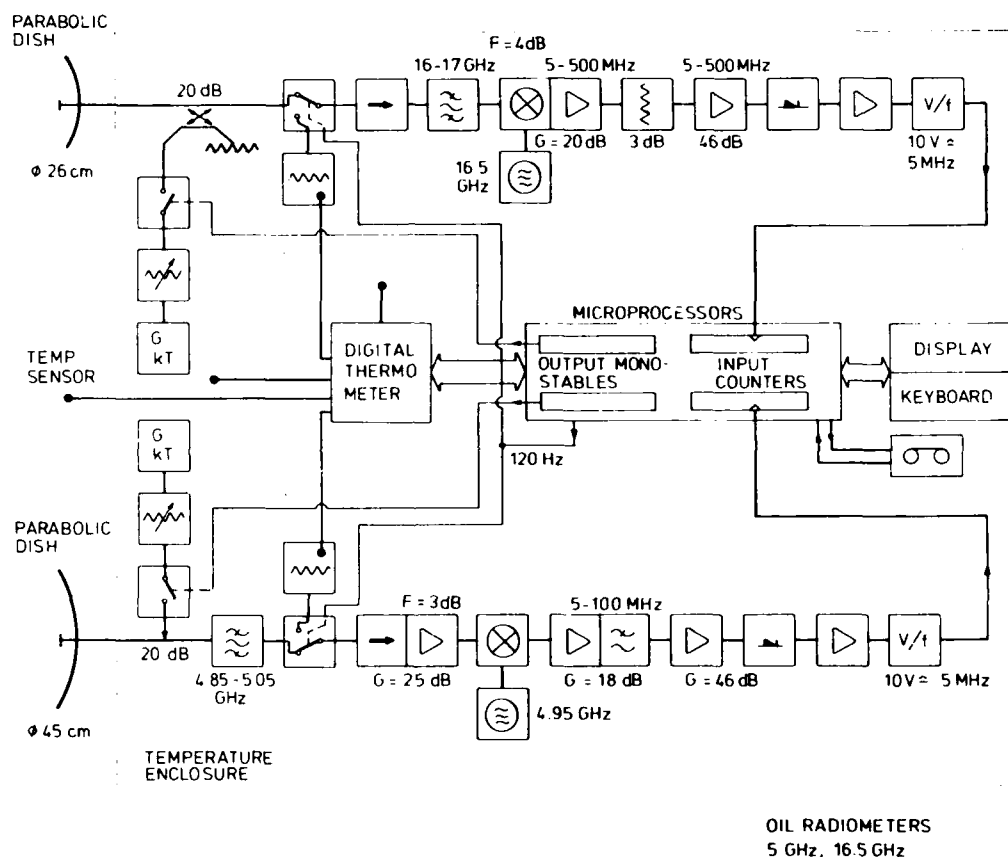 PARABOLIC
DISH
F = 4dB
16-17 GHz
5-500 MHz
5-500 MHz
20 dB
G = 20 dB
3 dB
46 dB
V/f
10 V ≈
5 MHz
φ 26 cm
16.5
GHz
G
kT
TEMP
SENSOR
DIGITAL
THERMO
METER
MICROPROCESSORS
OUTPUT MONO-
STABLES
INPUT
COUNTERS
DISPLAY
KEYBOARD
120 Hz
G
kT
PARABOLIC
DISH
F = 3dB
5-100 MHz
20 dB
4.85-5.05
GHz
G = 25 dB
G = 18 dB
G = 46 dB
V/f
10V ≈ 5 MHz
4.95 GHz
φ 45 cm
TEMPERATURE
ENCLOSURE
OIL RADIOMETERS
5 GHz, 16.5 GHz